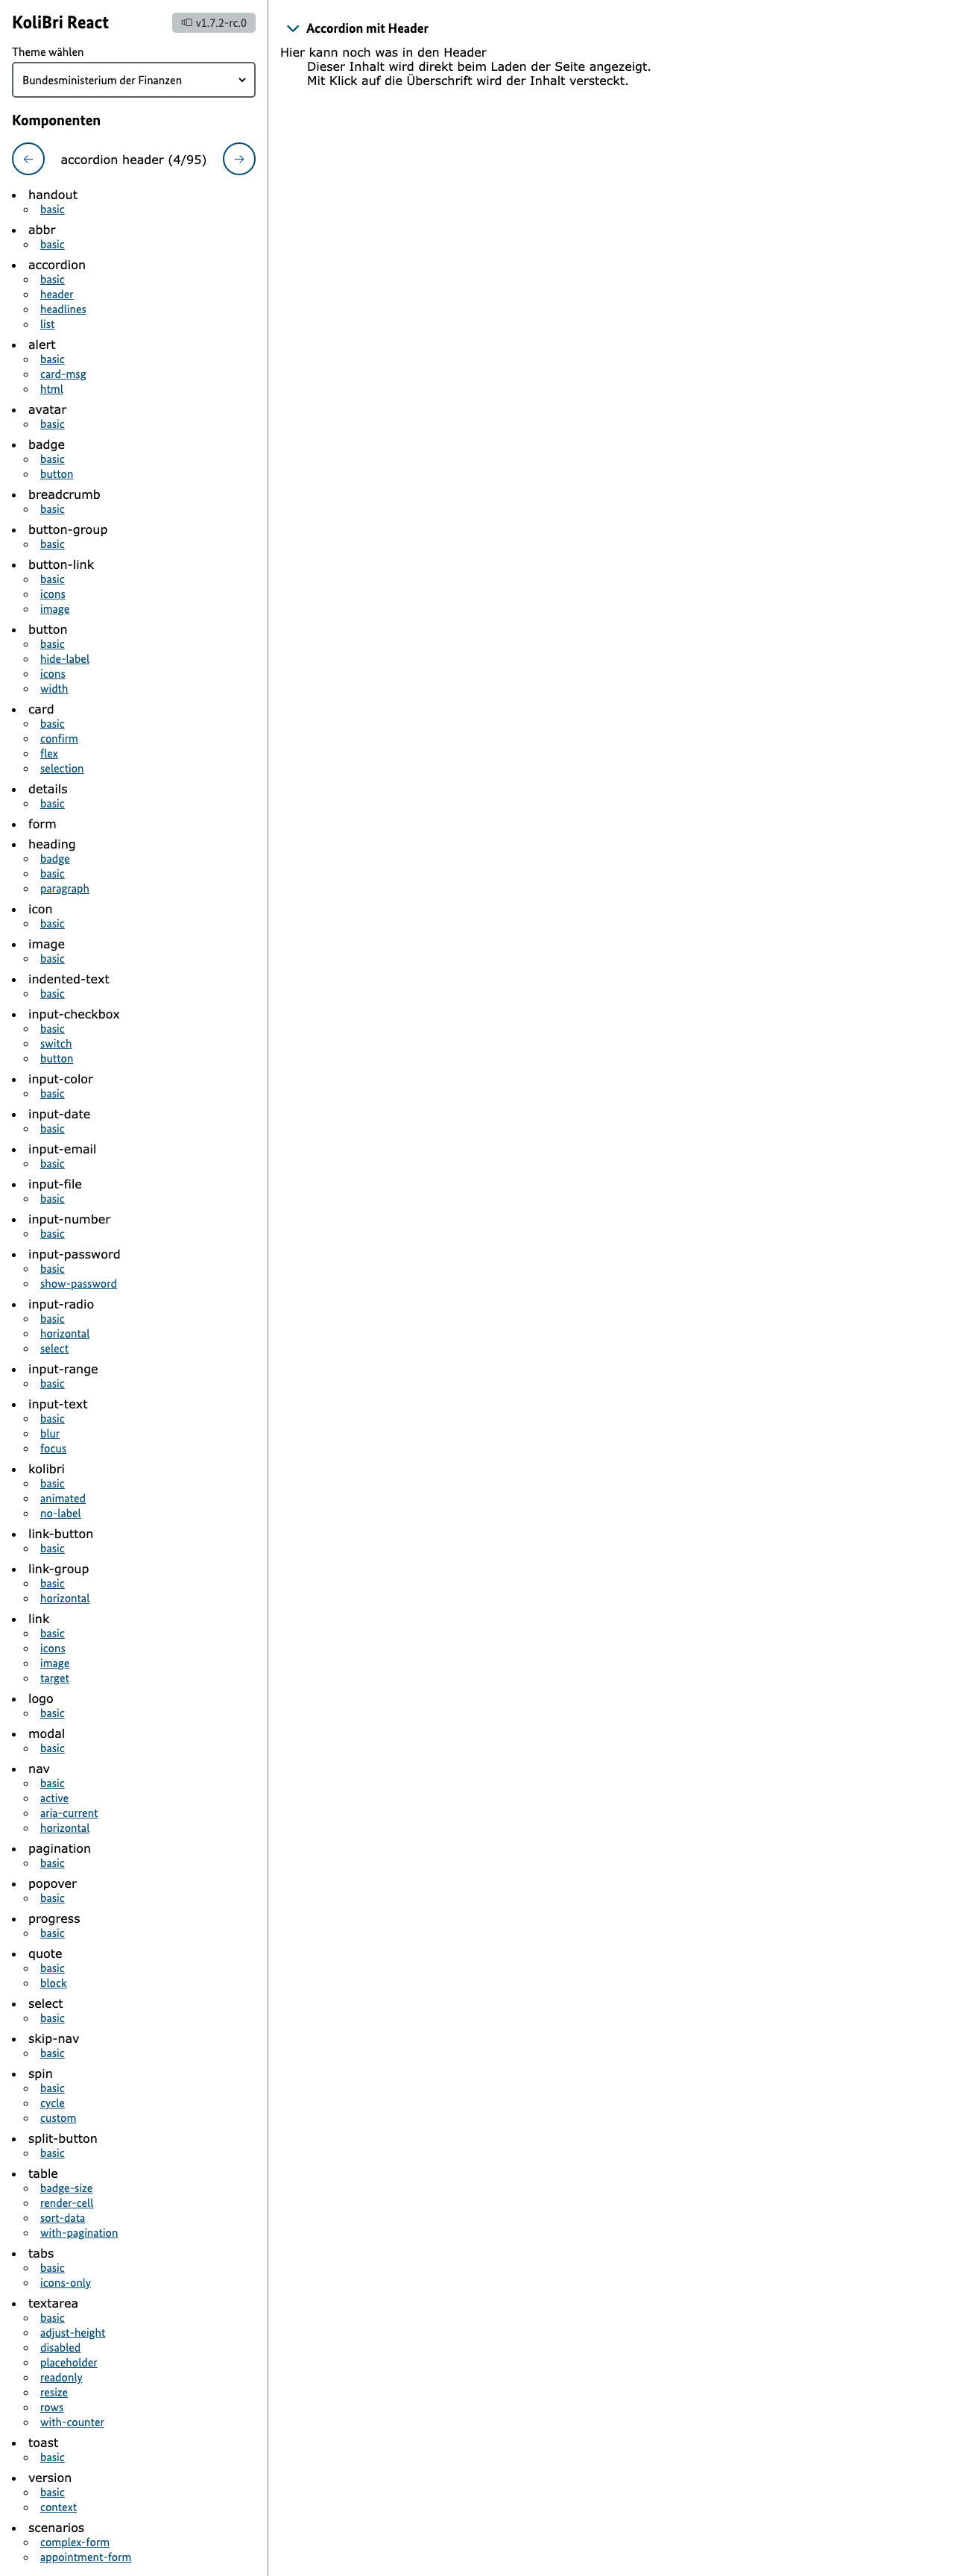 KoliBri React
v1.7.2-rc.0
Theme wählen
Bundesministerium der Finanzen
Komponenten
accordion header (4/95)
handout
basic
abbr
basic
accordion
basic
header
headlines
list
alert
basic
card-msg
html
avatar
basic
badge
basic
button
breadcrumb
basic
button-group
basic
button-link
basic
icons
image
button
basic
hide-label
icons
width
card
basic
confirm
flex
selection
details
basic
form
heading
badge
basic
paragraph
icon
basic
image
basic
indented-text
basic
input-checkbox
basic
switch
button
input-color
basic
input-date
basic
input-email
basic
input-file
basic
input-number
basic
input-password
basic
show-password
input-radio
basic
horizontal
select
input-range
basic
input-text
basic
blur
focus
kolibri
basic
animated
no-label
link-button
basic
link-group
basic
horizontal
link
basic
icons
image
target
logo
basic
modal
basic
nav
basic
active
aria-current
horizontal
pagination
basic
popover
basic
progress
basic
quote
basic
block
select
basic
skip-nav
basic
spin
basic
cycle
custom
split-button
basic
table
badge-size
render-cell
sort-data
with-pagination
tabs
basic
icons-only
textarea
basic
adjust-height
disabled
placeholder
readonly
resize
rows
with-counter
toast
basic
version
basic
context
scenarios
complex-form
appointment-form
Accordion mit Header
Hier kann noch was in den Header
Dieser Inhalt wird direkt beim Laden der Seite angezeigt.
Mit Klick auf die Überschrift wird der Inhalt versteckt.